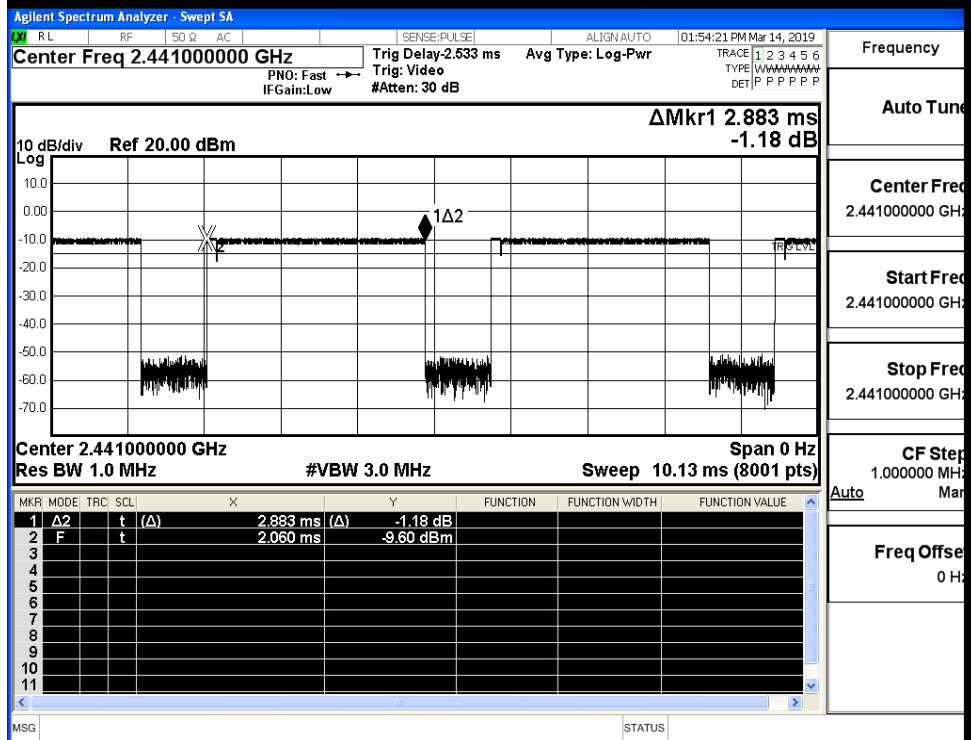 Agilent Spectrum Analyzer - Swept SA
LXI RL RF 50 Ω AC SENSE:PULSE ALIGN AUTO 01:54:21 PM Mar 14, 2019
Center Freq 2.441000000 GHz
PNO: Fast
IFGain:Low
Trig Delay-2.533 ms
Trig: Video
#Atten: 30 dB
Avg Type: Log-Pwr
TRACE 1 2 3 4 5 6
TYPE WWWWWW
DET P P P P P P
ΔMkr1 2.883 ms
-1.18 dB
10 dB/div Ref 20.00 dBm
Log
10.0
0.00
-10.0
-20.0
-30.0
-40.0
-50.0
-60.0
-70.0
1Δ2
2
TRIG LVL
Center 2.441000000 GHz Span 0 Hz
Res BW 1.0 MHz #VBW 3.0 MHz Sweep 10.13 ms (8001 pts)
MKR MODE TRC SCL X Y FUNCTION FUNCTION WIDTH FUNCTION VALUE
1 Δ2 t (Δ) 2.883 ms (Δ) -1.18 dB
2 F t 2.060 ms -9.60 dBm
3
4
5
6
7
8
9
10
11
MSG STATUS
Frequency
Auto Tune
Center Freq
2.441000000 GHz
Start Freq
2.441000000 GHz
Stop Freq
2.441000000 GHz
CF Step
1.000000 MHz
Auto Man
Freq Offset
0 Hz